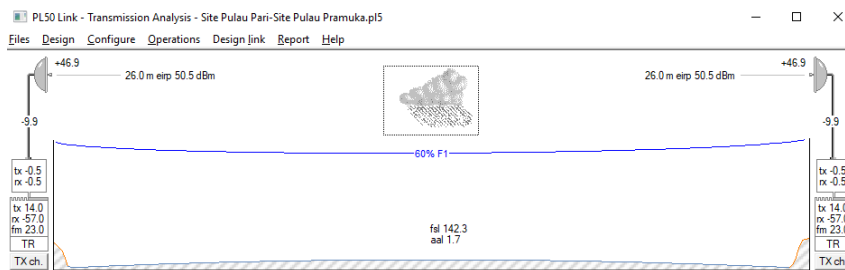 PL50 Link - Transmission Analysis - Site Pulau Pari-Site Pulau Pramuka.pl5
Files Design Configure Operations Design link Report Help
+46.9
26.0 m eirp 50.5 dBm
26.0 m eirp 50.5 dBm
+46.9
-9.9
-9.9
60% F1
tx -0.5
rx -0.5
tx -0.5
rx -0.5
tx 14.0
rx -57.0
fm 23.0
TR
TX ch.
fsl 142.3
aal 1.7
tx 14.0
rx -57.0
fm 23.0
TR
TX ch